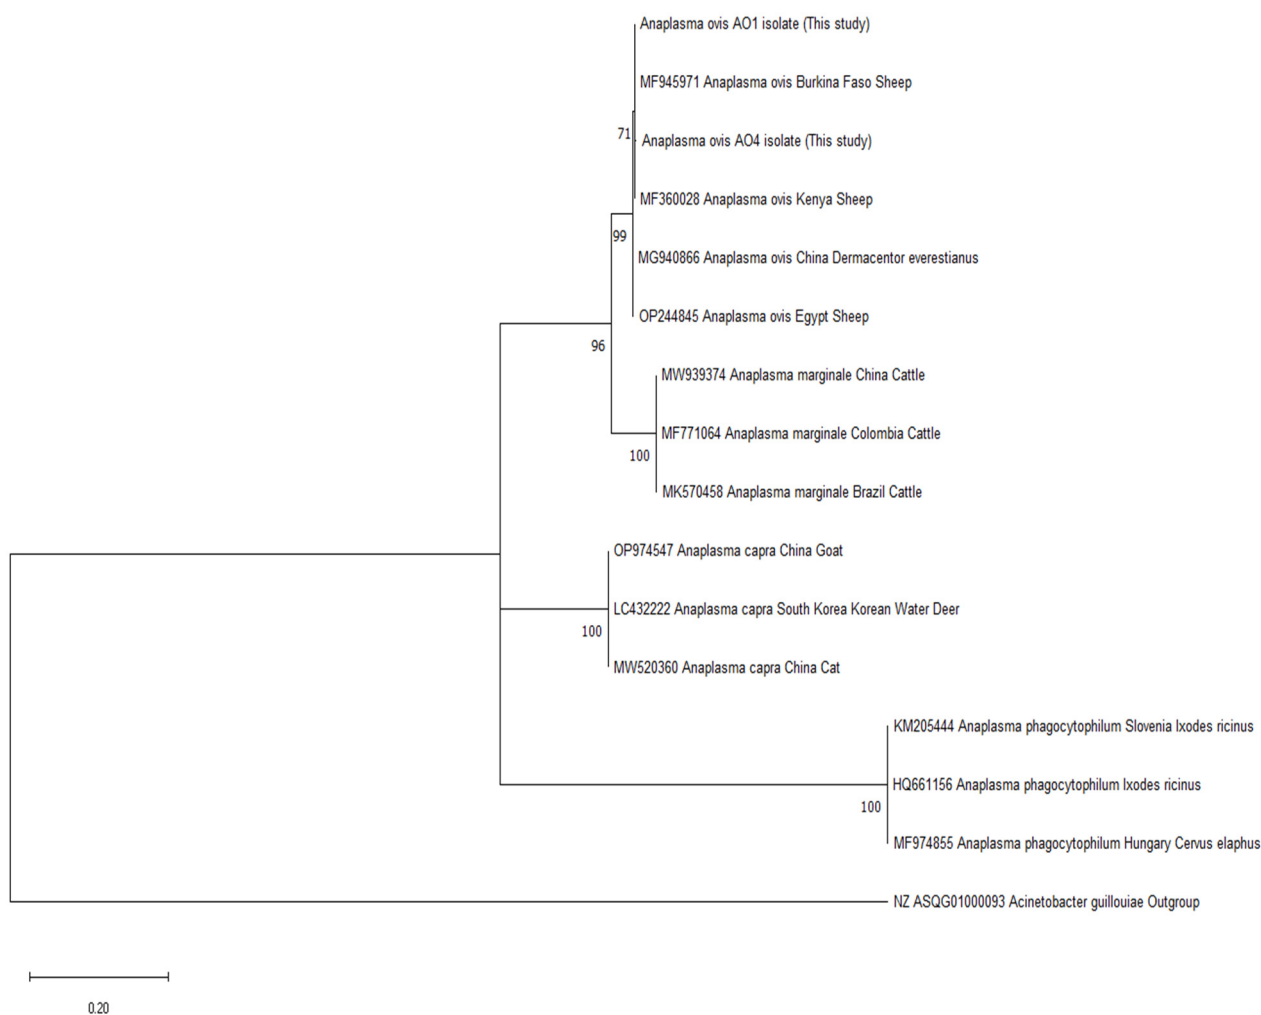 Anaplasma ovis AO1 isolate (This study)
MF945971 Anaplasma ovis Burkina Faso Sheep
71
Anaplasma ovis AO4 isolate (This study)
MF360028 Anaplasma ovis Kenya Sheep
99
MG940866 Anaplasma ovis China Dermacentor everestianus
OP244845 Anaplasma ovis Egypt Sheep
96
MW939374 Anaplasma marginale China Cattle
MF771064 Anaplasma marginale Colombia Cattle
100
MK570458 Anaplasma marginale Brazil Cattle
OP974547 Anaplasma capra China Goat
LC432222 Anaplasma capra South Korea Korean Water Deer
100
MW520360 Anaplasma capra China Cat
KM205444 Anaplasma phagocytophilum Slovenia Ixodes ricinus
HQ661156 Anaplasma phagocytophilum Ixodes ricinus
100
MF974855 Anaplasma phagocytophilum Hungary Cervus elaphus
NZ ASQG01000093 Acinetobacter guillouiae Outgroup
0.20